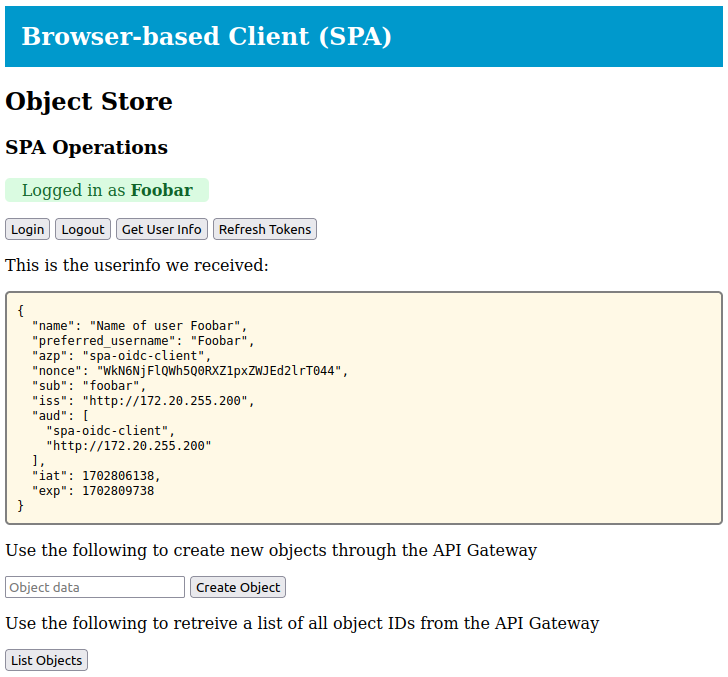 Browser-based Client (SPA)
Object Store
SPA Operations
Logged in as Foobar
Login Logout Get User Info Refresh Tokens
This is the userinfo we received:
{
  "name": "Name of user Foobar",
  "preferred_username": "Foobar",
  "azp": "spa-oidc-client",
  "nonce": "WkN6NjFlQWh5Q0RXZ1pxZWJEd2lrT044",
  "sub": "foobar",
  "iss": "http://172.20.255.200",
  "aud": [
    "spa-oidc-client",
    "http://172.20.255.200"
  ],
  "iat": 1702806138,
  "exp": 1702809738
}
Use the following to create new objects through the API Gateway
Object data Create Object
Use the following to retreive a list of all object IDs from the API Gateway
List Objects